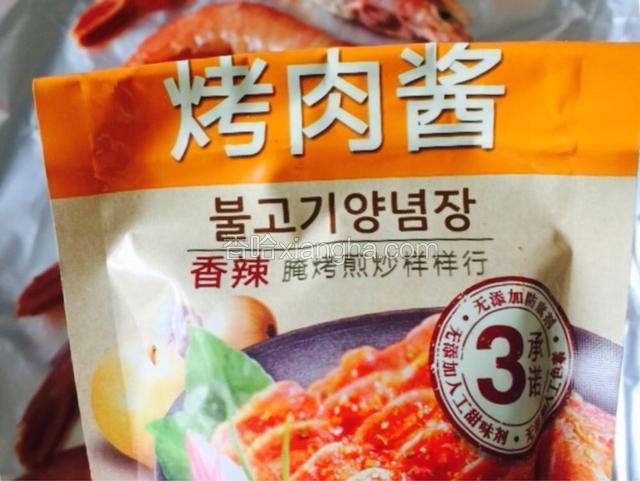 烤肉酱
불고기양념장
香哈xiangha.com
香辣 腌烤煎炒样样行
3 承诺
无添加防腐剂
无添加人工甜味剂